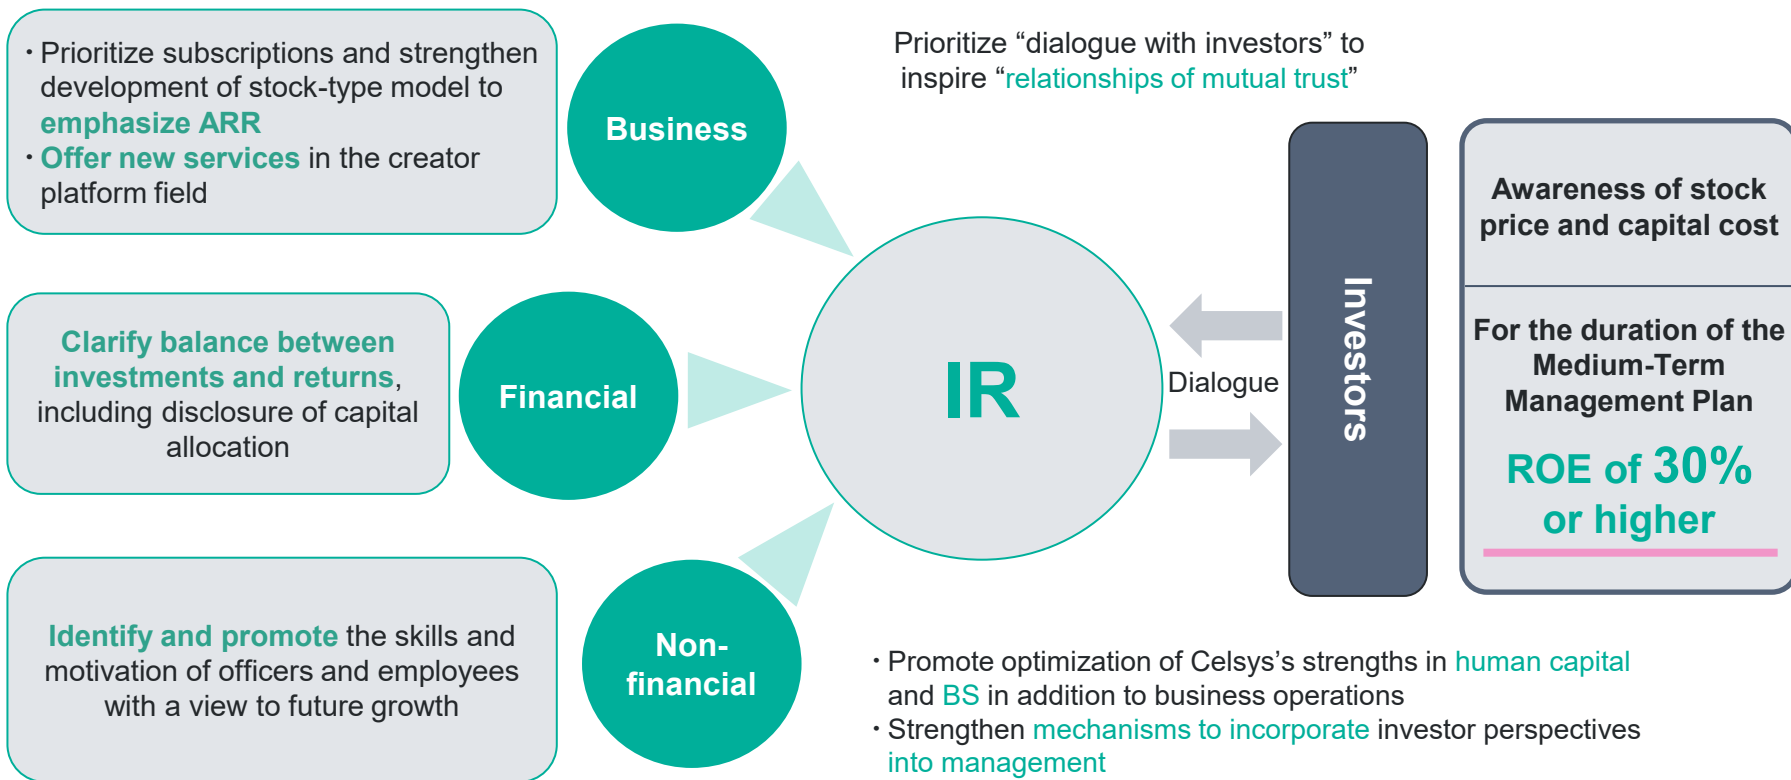 ・Prioritize subscriptions and strengthen
development of stock-type model to
emphasize ARR
・Offer new services in the creator
platform field
Business
Prioritize “dialogue with investors” to
inspire “relationships of mutual trust”
Clarify balance between
investments and returns,
including disclosure of capital
allocation
Financial
IR
Dialogue
Investors
Awareness of stock
price and capital cost
For the duration of the
Medium-Term
Management Plan
ROE of 30%
or higher
Identify and promote the skills and
motivation of officers and employees
with a view to future growth
Non-
financial
・Promote optimization of Celsys’s strengths in human capital
and BS in addition to business operations
・Strengthen mechanisms to incorporate investor perspectives
into management